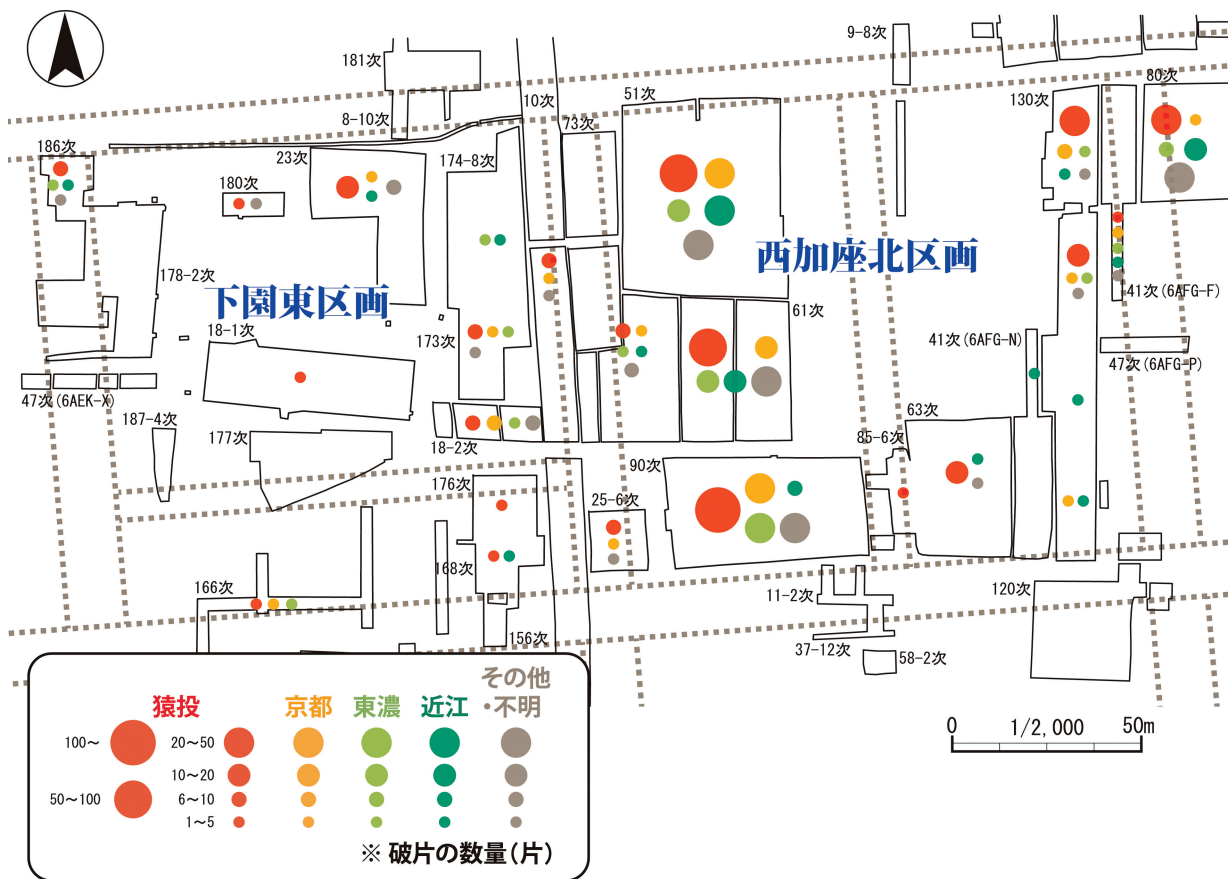 9-8次
181次
10次
51次
130次
80次
8-10次
73次
186次
23次
174-8次
180次
西加座北区画
178-2次
下園東区画
41次(6AFG-F)
18-1次
173次
61次
41次(6AFG-N)
47次(6AFG-P)
47次(6AEK-X)
187-4次
177次
18-2次
63次
85-6次
176次
90次
25-6次
168次
166次
11-2次
120次
156次
37-12次
58-2次
猿投
京都
東濃
近江
その他
・不明
100~
20~50
10~20
50~100
6~10
1~5
※ 破片の数量(片)
0 1/2,000 50m